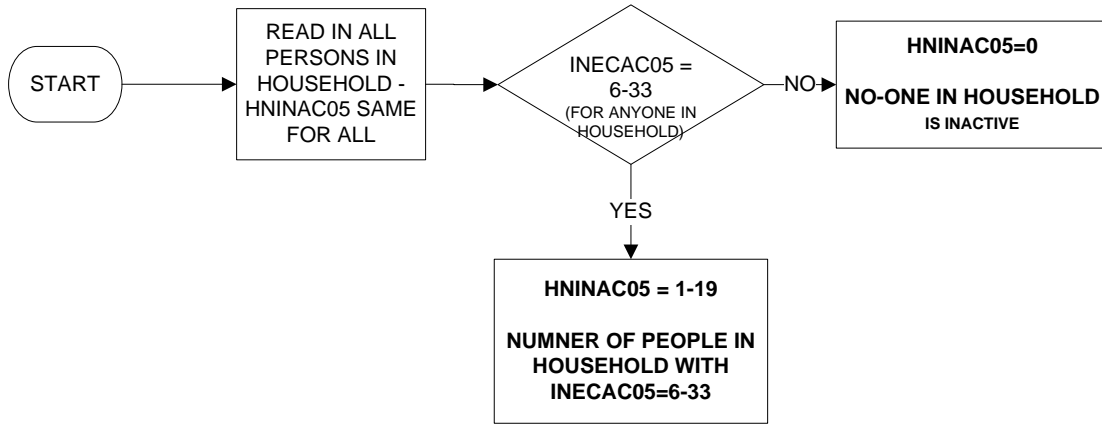 START
READ IN ALL
PERSONS IN
HOUSEHOLD -
HNINAC05 SAME
FOR ALL
INECAC05 =
6-33
(FOR ANYONE IN
HOUSEHOLD)
NO
HNINAC05=0
NO-ONE IN HOUSEHOLD
IS INACTIVE
YES
HNINAC05 = 1-19
NUMNER OF PEOPLE IN
HOUSEHOLD WITH
INECAC05=6-33